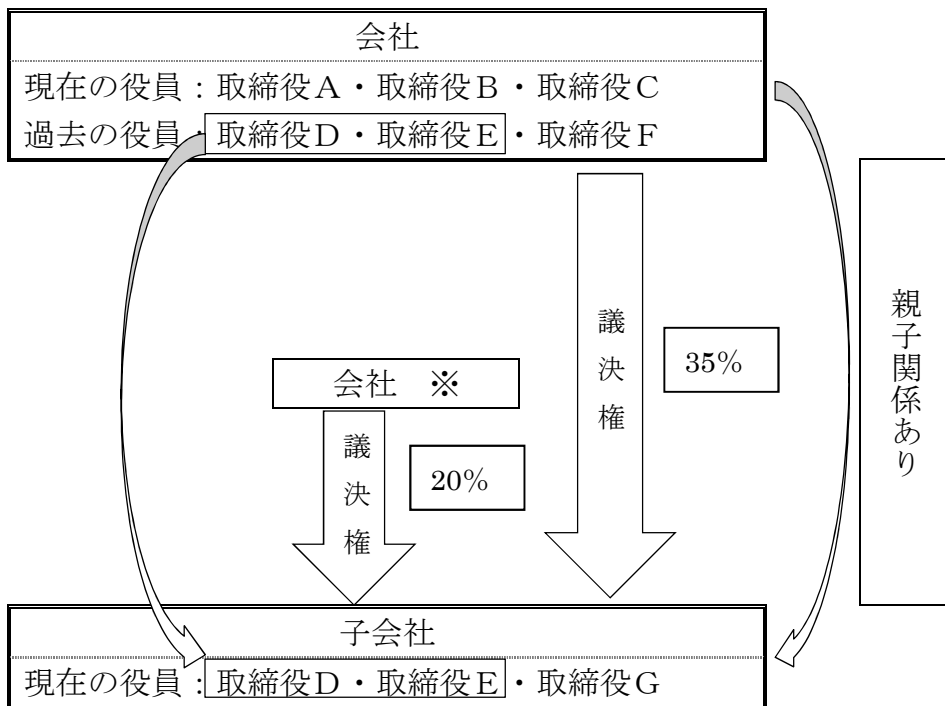 会社
現在の役員：取締役A・取締役B・取締役C
過去の役員：取締役D・取締役E・取締役F
親子関係あり
議決権
35%
会社　※
議決権
20%
子会社
現在の役員：取締役D・取締役E・取締役G